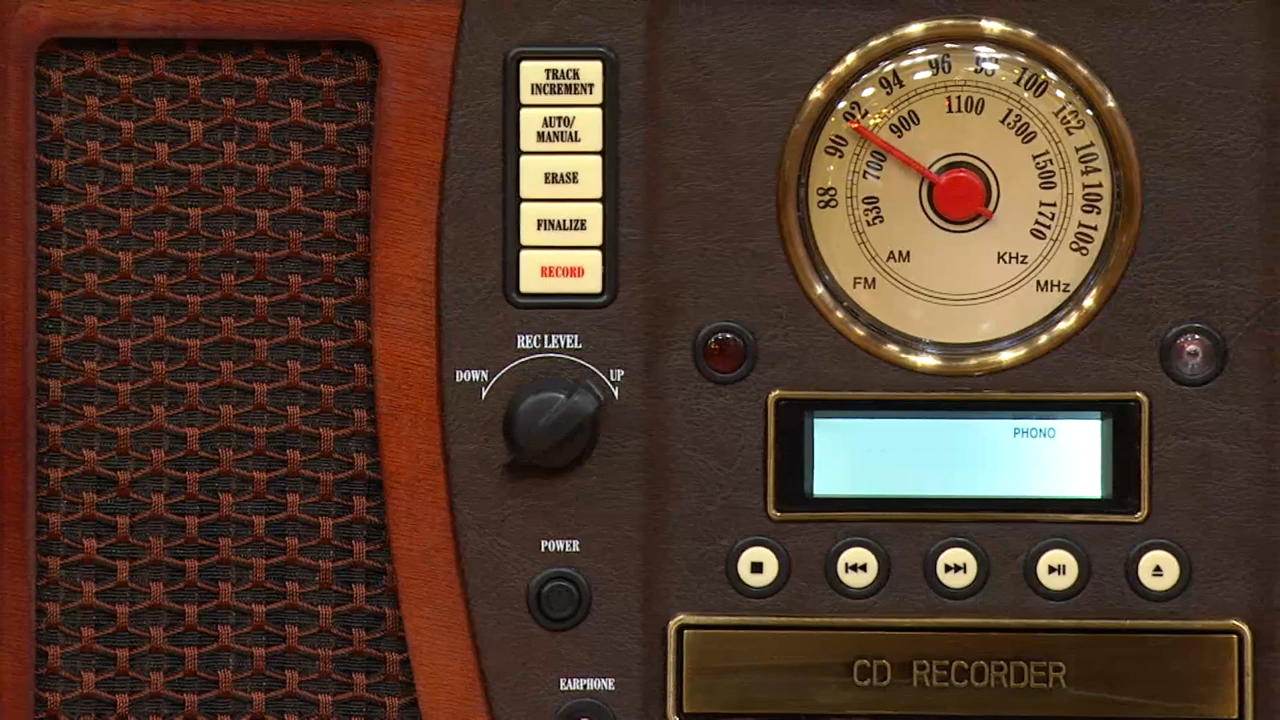 TRACK
INCREMENT
AUTO/
MANUAL
ERASE
FINALIZE
RECORD
REC LEVEL
DOWN
UP
POWER
EARPHONE
88 90 92 94 96 98 100 102 104 106 108
530 700 900 1100 1300 1500 1710
AM KHz
FM MHz
PHONO
CD RECORDER